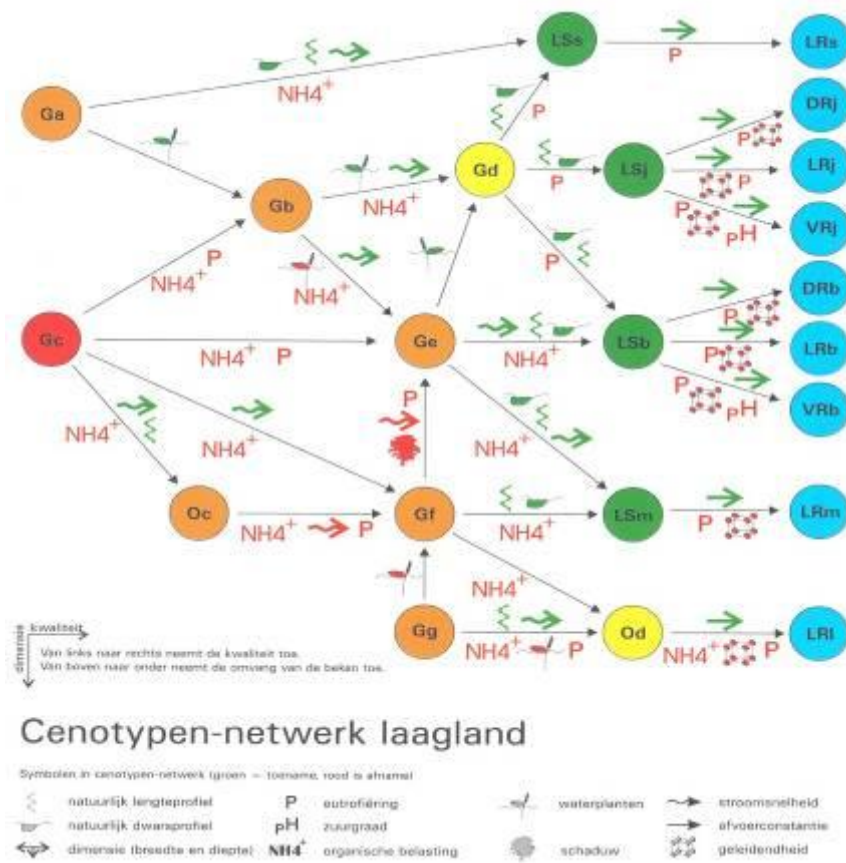 LSs
P
LRs
NH4+
Ga
DRj
P
P
Gd
LSj
P
P
LRj
Gb
NH4+
P
pH
VRj
NH4+
P
NH4+
P
DRb
P
Gc
Ge
NH4+
LSb
P
LRb
NH4+ P
P
P
pH
VRb
NH4+
NH4+
NH4+
Oc
Gf
LSm
LRm
NH4+
P
NH4+
P
NH4+
Gg
Od
LRl
NH4+
P
NH4+
P
kwaliteit
dimensie
Van links naar rechts neemt de kwaliteit toe.
Van boven naar onder neemt de omvang van de beken toe.
Cenotypen-netwerk laagland
Symbolen in cenotypen-netwerk (groen = toename, rood is afname)
natuurlijk lengteprofiel
P eutrofiëring
waterplanten
stroomsnelheid
natuurlijk dwarsprofiel
pH zuurgraad
afvoerconstantie
dimensie (breedte en diepte)
NH4+ organische belasting
schaduw
geleidendheid